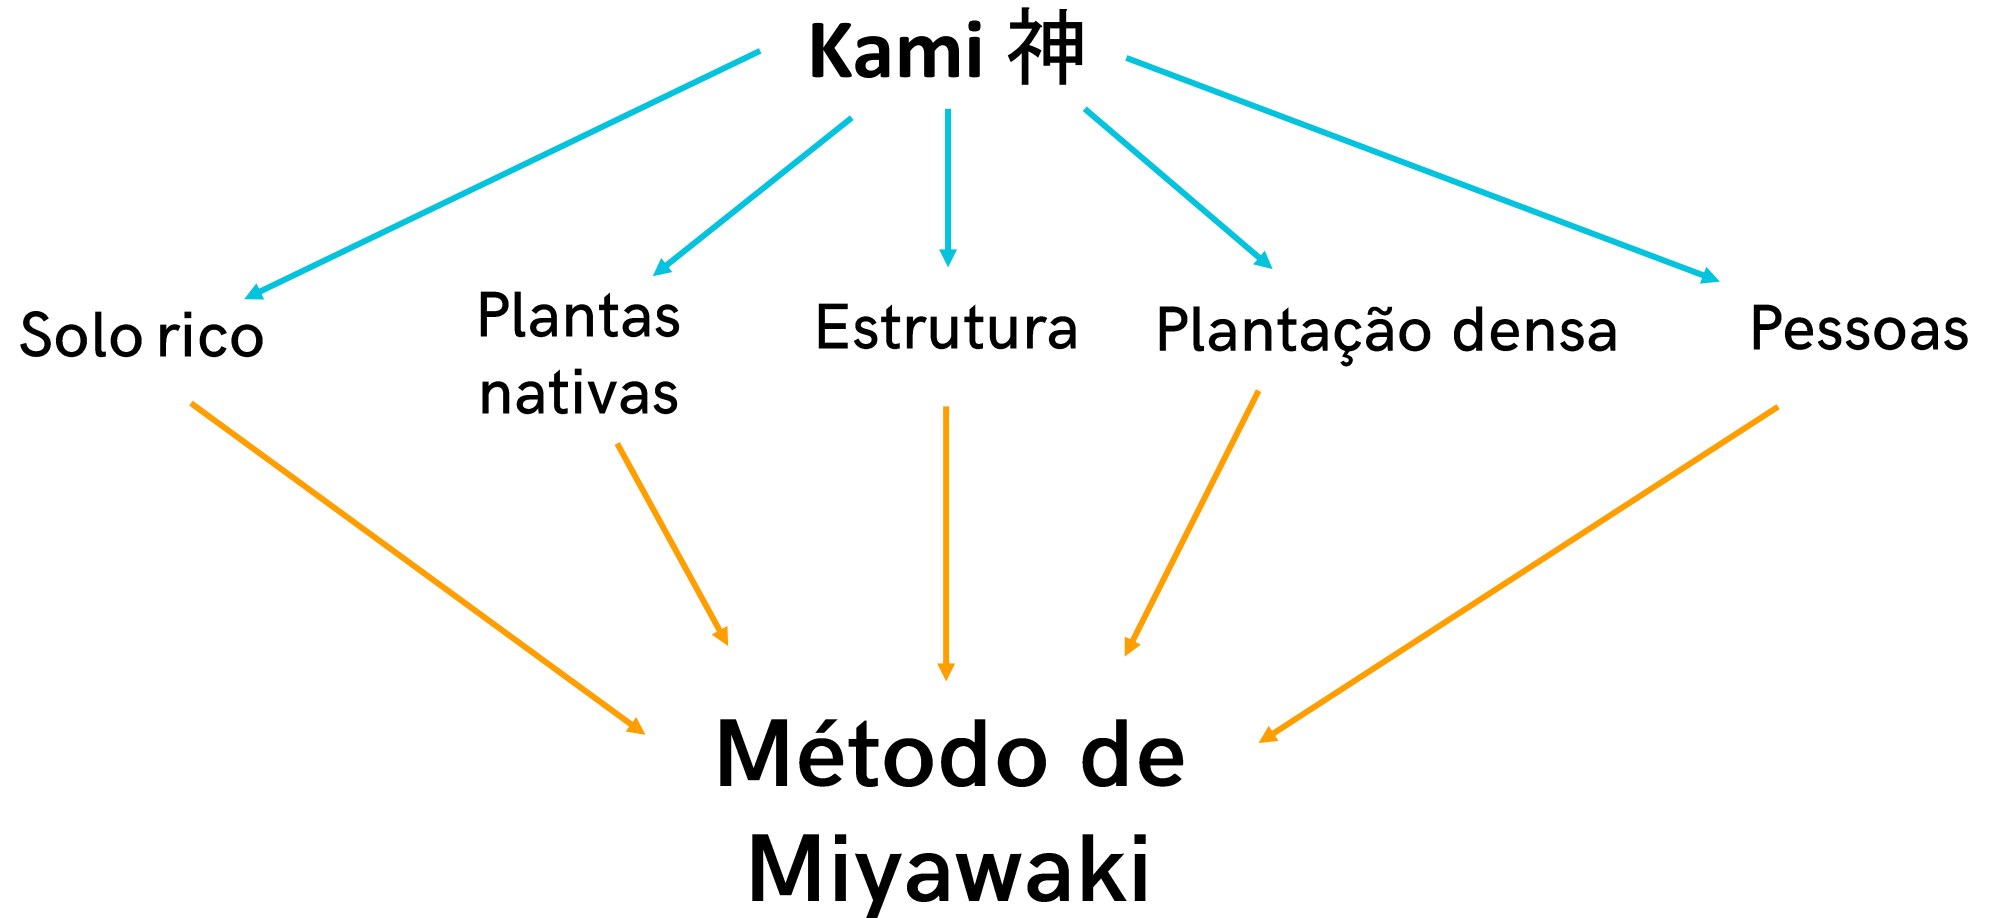 Kami 神
Solo rico
Plantas
nativas
Estrutura
Plantação densa
Pessoas
Método de
Miyawaki